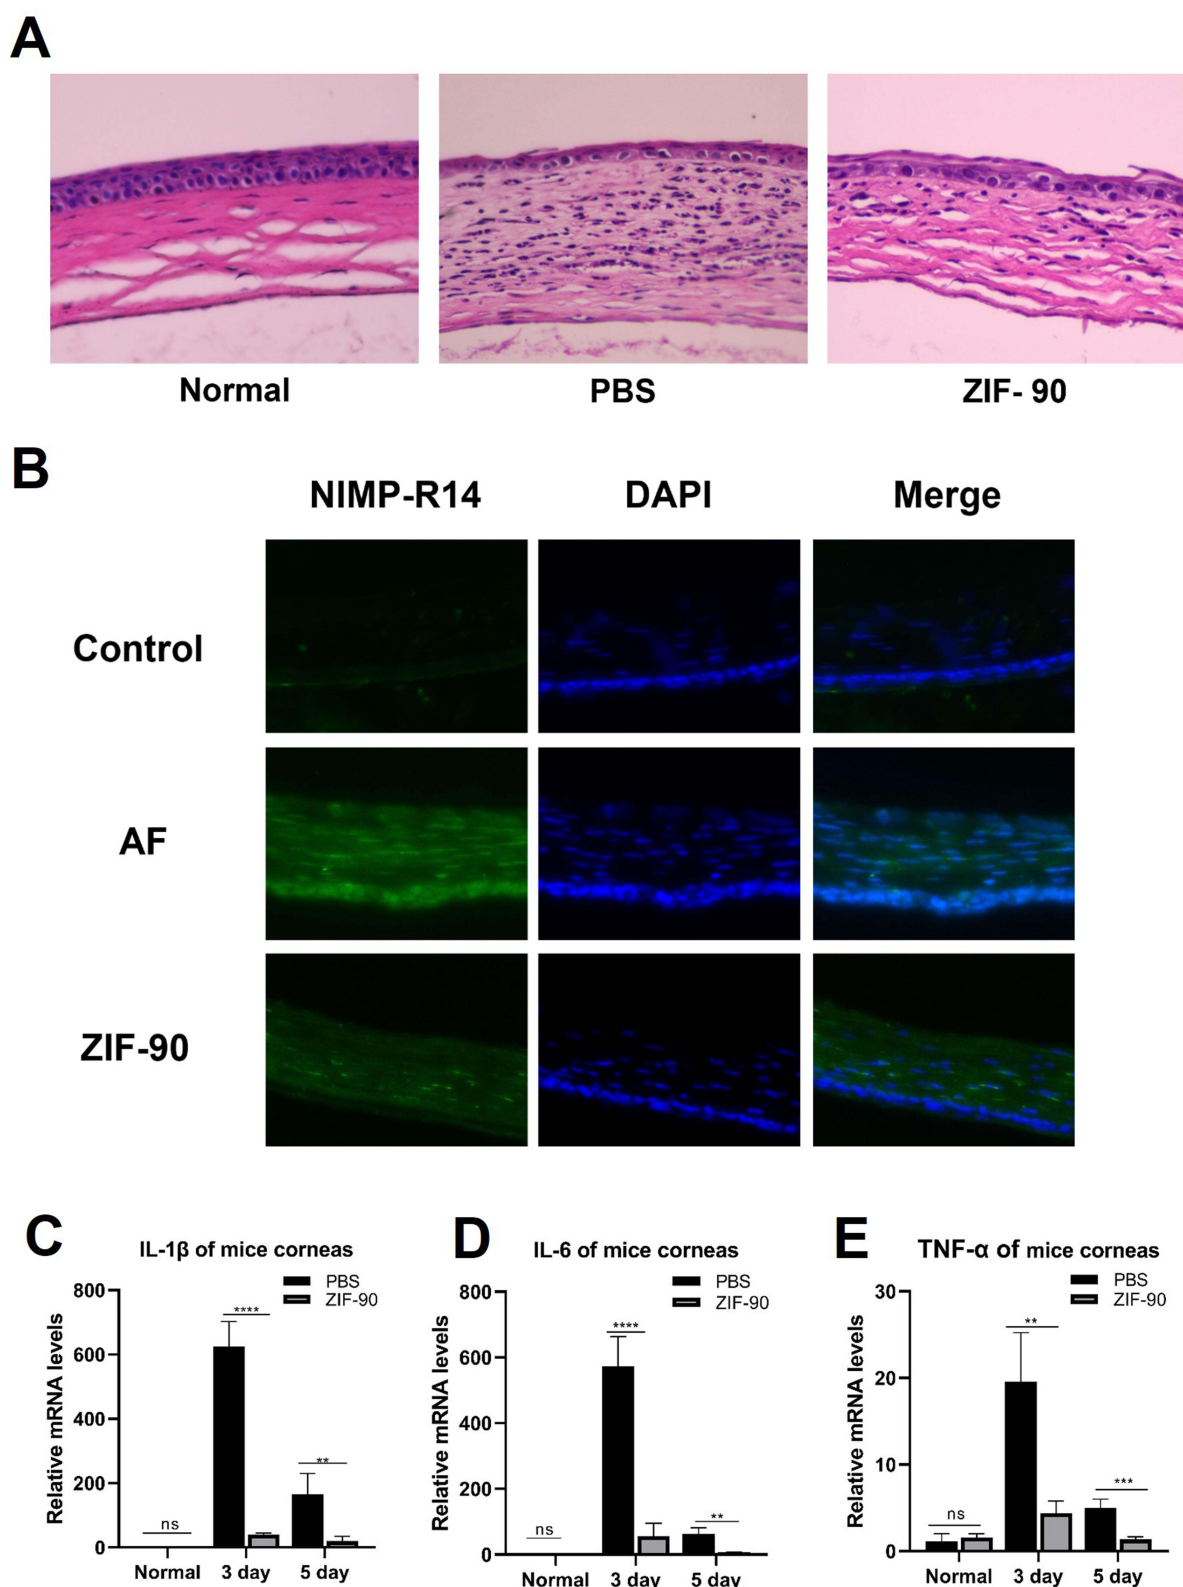 A
Normal
PBS
ZIF- 90
B
NIMP-R14
DAPI
Merge
Control
AF
ZIF-90
C
IL-1β of mice corneas
PBS
ZIF-90
Relative mRNA levels
800
600
400
200
0
ns
****
**
Normal
3 day
5 day
D
IL-6 of mice corneas
PBS
ZIF-90
Relative mRNA levels
800
600
400
200
0
ns
****
**
Normal
3 day
5 day
E
TNF-α of mice corneas
PBS
ZIF-90
Relative mRNA levels
30
20
10
0
ns
**
***
Normal
3 day
5 day